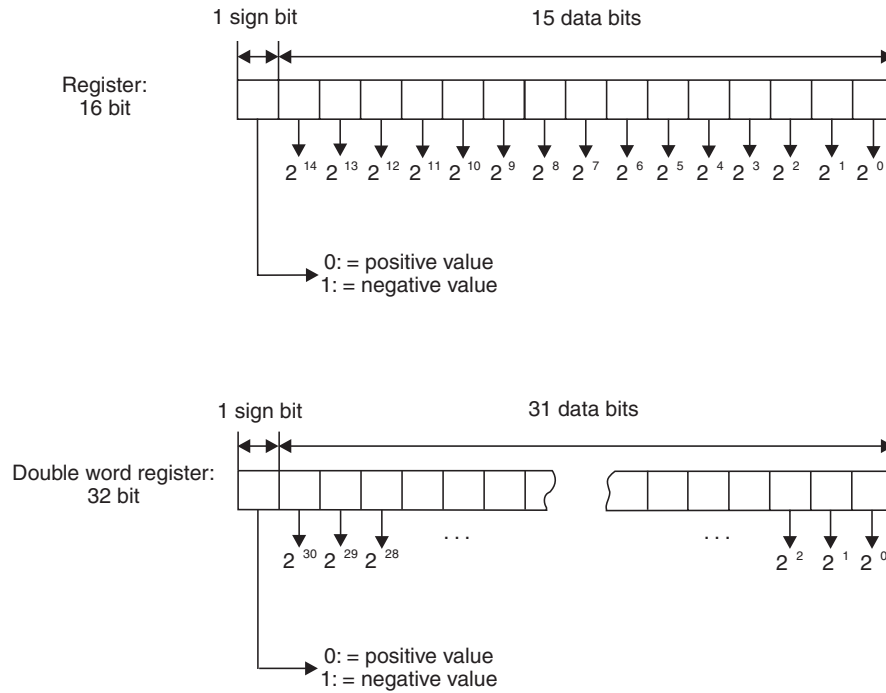 1 sign bit 15 data bits
Register:
16 bit
2^14 2^13 2^12 2^11 2^10 2^9 2^8 2^7 2^6 2^5 2^4 2^3 2^2 2^1 2^0
0: = positive value
1: = negative value
1 sign bit 31 data bits
Double word register:
32 bit
. . . . . .
2^30 2^29 2^28 2^2 2^1 2^0
0: = positive value
1: = negative value